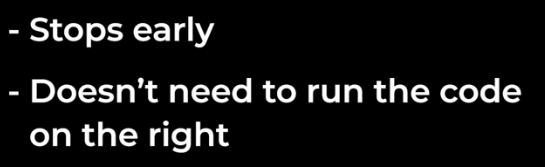 - Stops early
- Doesn’t need to run the code
on the right